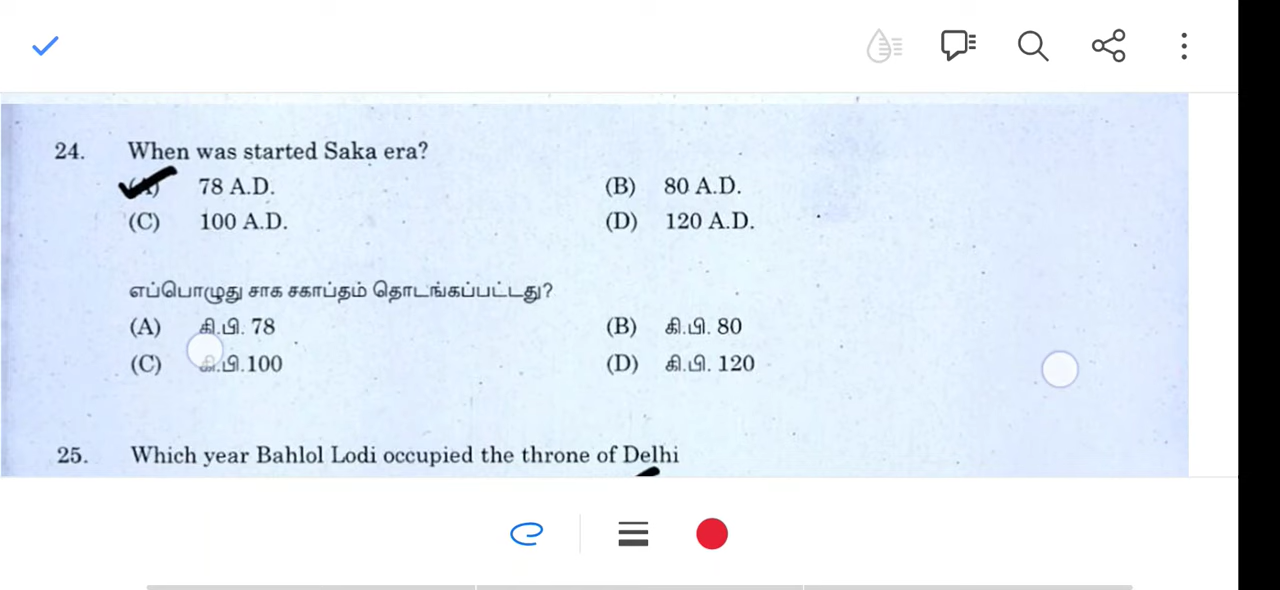 24. When was started Saka era?
(A) 78 A.D. (B) 80 A.D.
(C) 100 A.D. (D) 120 A.D.
எப்பொழுது சாக சகாப்தம் தொடங்கப்பட்டது?
(A) கி.பி. 78 (B) கி.பி. 80
(C) கி.பி.100 (D) கி.பி. 120
25. Which year Bahlol Lodi occupied the throne of Delhi